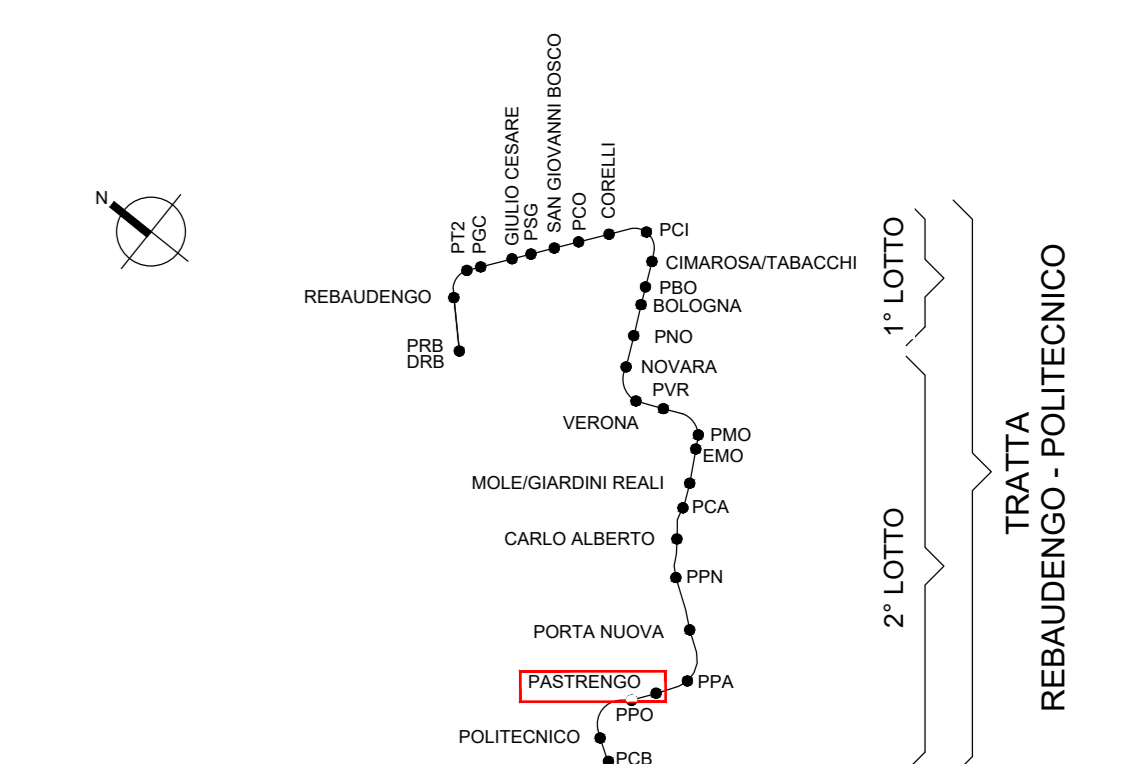 N
PT2
PGC
GIULIO CESARE
PSG
SAN GIOVANNI BOSCO
PCO
CORELLI
PCI
CIMAROSA/TABACCHI
REBAUDENGO
PBO
BOLOGNA
PRB
DRB
PNO
NOVARA
PVR
VERONA
PMO
EMO
MOLE/GIARDINI REALI
PCA
CARLO ALBERTO
PPN
PORTA NUOVA
PASTRENGO
PPA
PPO
POLITECNICO
PCB
1° LOTTO
2° LOTTO
TRATTA
REBAUDENGO - POLITECNICO